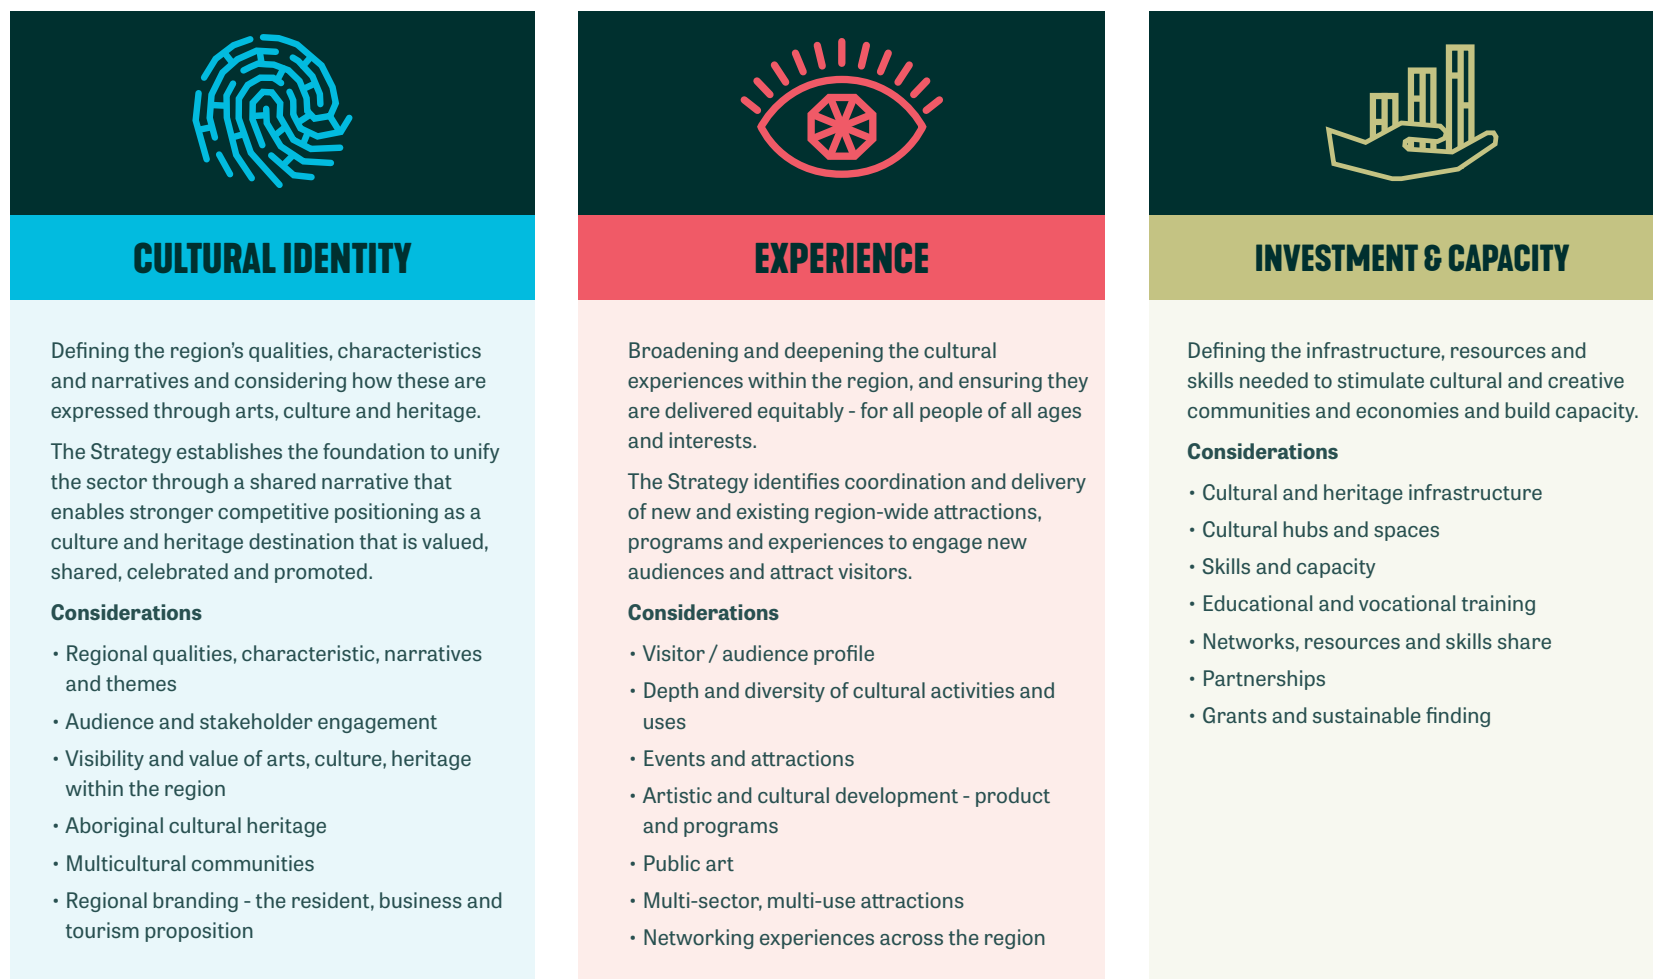 CULTURAL IDENTITY
Defining the region's qualities, characteristics
and narratives and considering how these are
expressed through arts, culture and heritage.
The Strategy establishes the foundation to unify
the sector through a shared narrative that
enables stronger competitive positioning as a
culture and heritage destination that is valued,
shared, celebrated and promoted.
Considerations
• Regional qualities, characteristic, narratives
and themes
• Audience and stakeholder engagement
• Visibility and value of arts, culture, heritage
within the region
• Aboriginal cultural heritage
• Multicultural communities
• Regional branding - the resident, business and
tourism proposition
EXPERIENCE
Broadening and deepening the cultural
experiences within the region, and ensuring they
are delivered equitably - for all people of all ages
and interests.
The Strategy identifies coordination and delivery
of new and existing region-wide attractions,
programs and experiences to engage new
audiences and attract visitors.
Considerations
• Visitor / audience profile
• Depth and diversity of cultural activities and
uses
• Events and attractions
• Artistic and cultural development - product
and programs
• Public art
• Multi-sector, multi-use attractions
• Networking experiences across the region
INVESTMENT & CAPACITY
Defining the infrastructure, resources and
skills needed to stimulate cultural and creative
communities and economies and build capacity.
Considerations
• Cultural and heritage infrastructure
• Cultural hubs and spaces
• Skills and capacity
• Educational and vocational training
• Networks, resources and skills share
• Partnerships
• Grants and sustainable finding